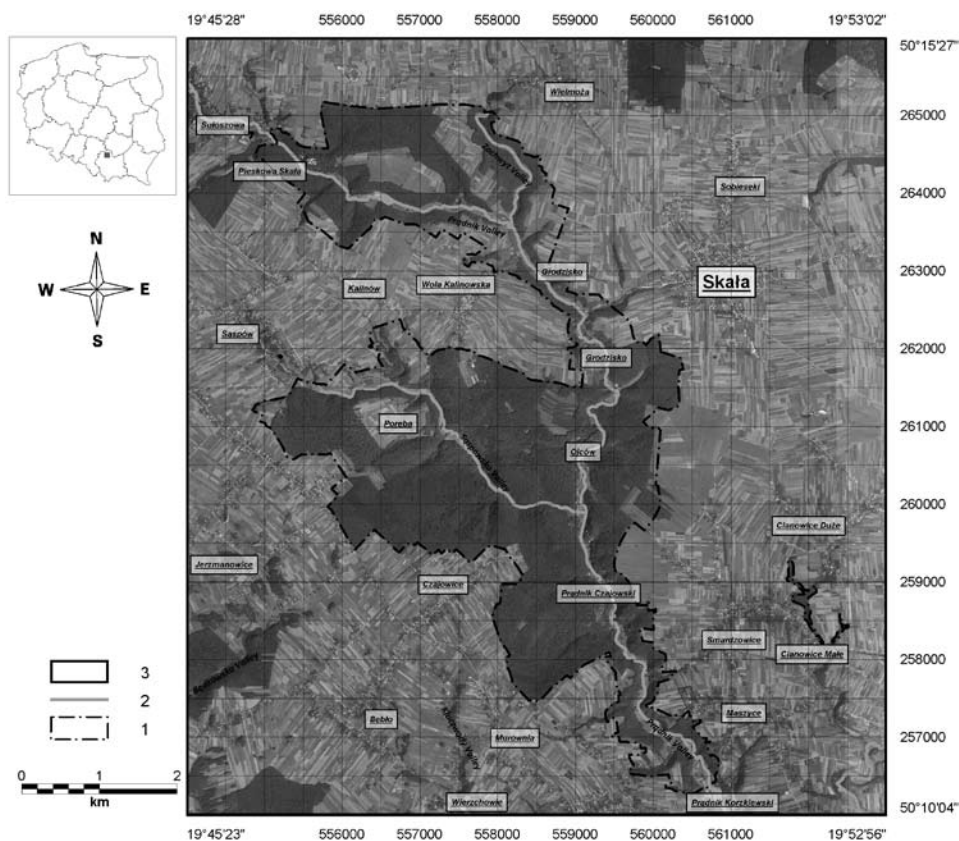 19°45'28" 556000 557000 558000 559000 560000 561000 19°53'02"
50°15'27"
Wielmoża
265000
Sułoszowa
Pieskowa Skała
Sobiesęki
264000
Prądnik Valley
N
W E
S
263000
Grodzisko
Skała
Kalinów
Wola Kalinowska
Sąspów
262000
Grodzisko
Poręba
261000
Ojców
Cianowice Duże
260000
Jerzmanowice
Czajowice
259000
Prądnik Czajowski
Smardzowice
Cianowice Małe
3
258000
2
Bębło
Maszyce
1
Murownia
257000
0 1 2
km
Wierzchowie
Prądnik Korzkiewski
50°10'04"
19°45'23" 556000 557000 558000 559000 560000 561000 19°52'56"